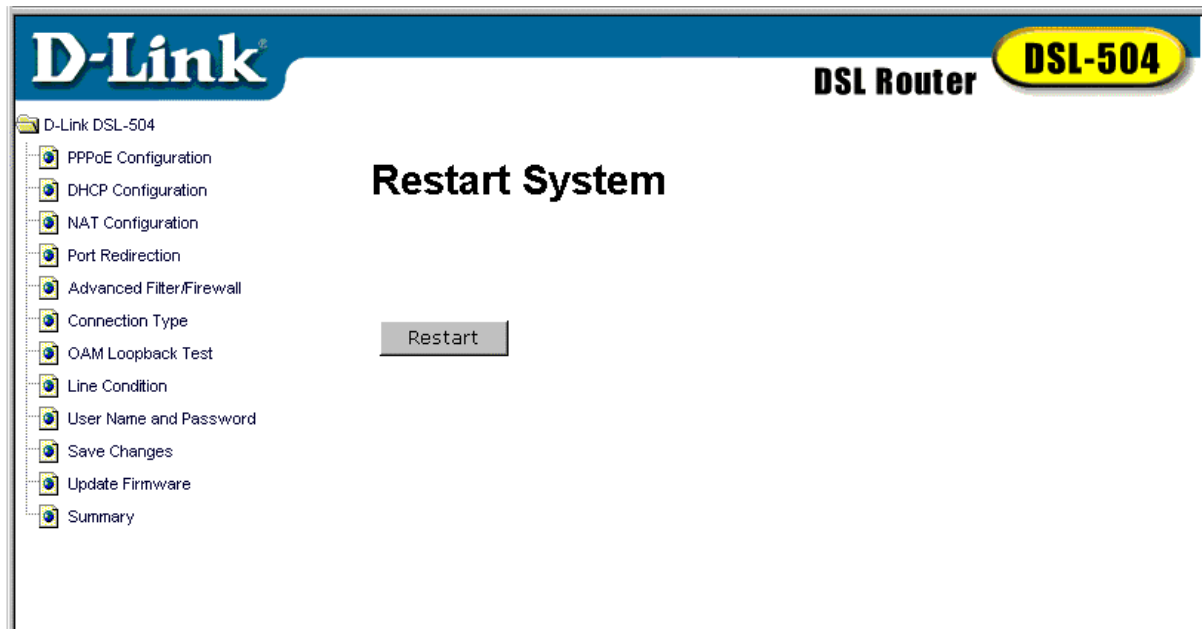 D-Link®
DSL Router
DSL-504
D-Link DSL-504
PPPoE Configuration
DHCP Configuration
NAT Configuration
Port Redirection
Advanced Filter/Firewall
Connection Type
OAM Loopback Test
Line Condition
User Name and Password
Save Changes
Update Firmware
Summary
Restart System
Restart